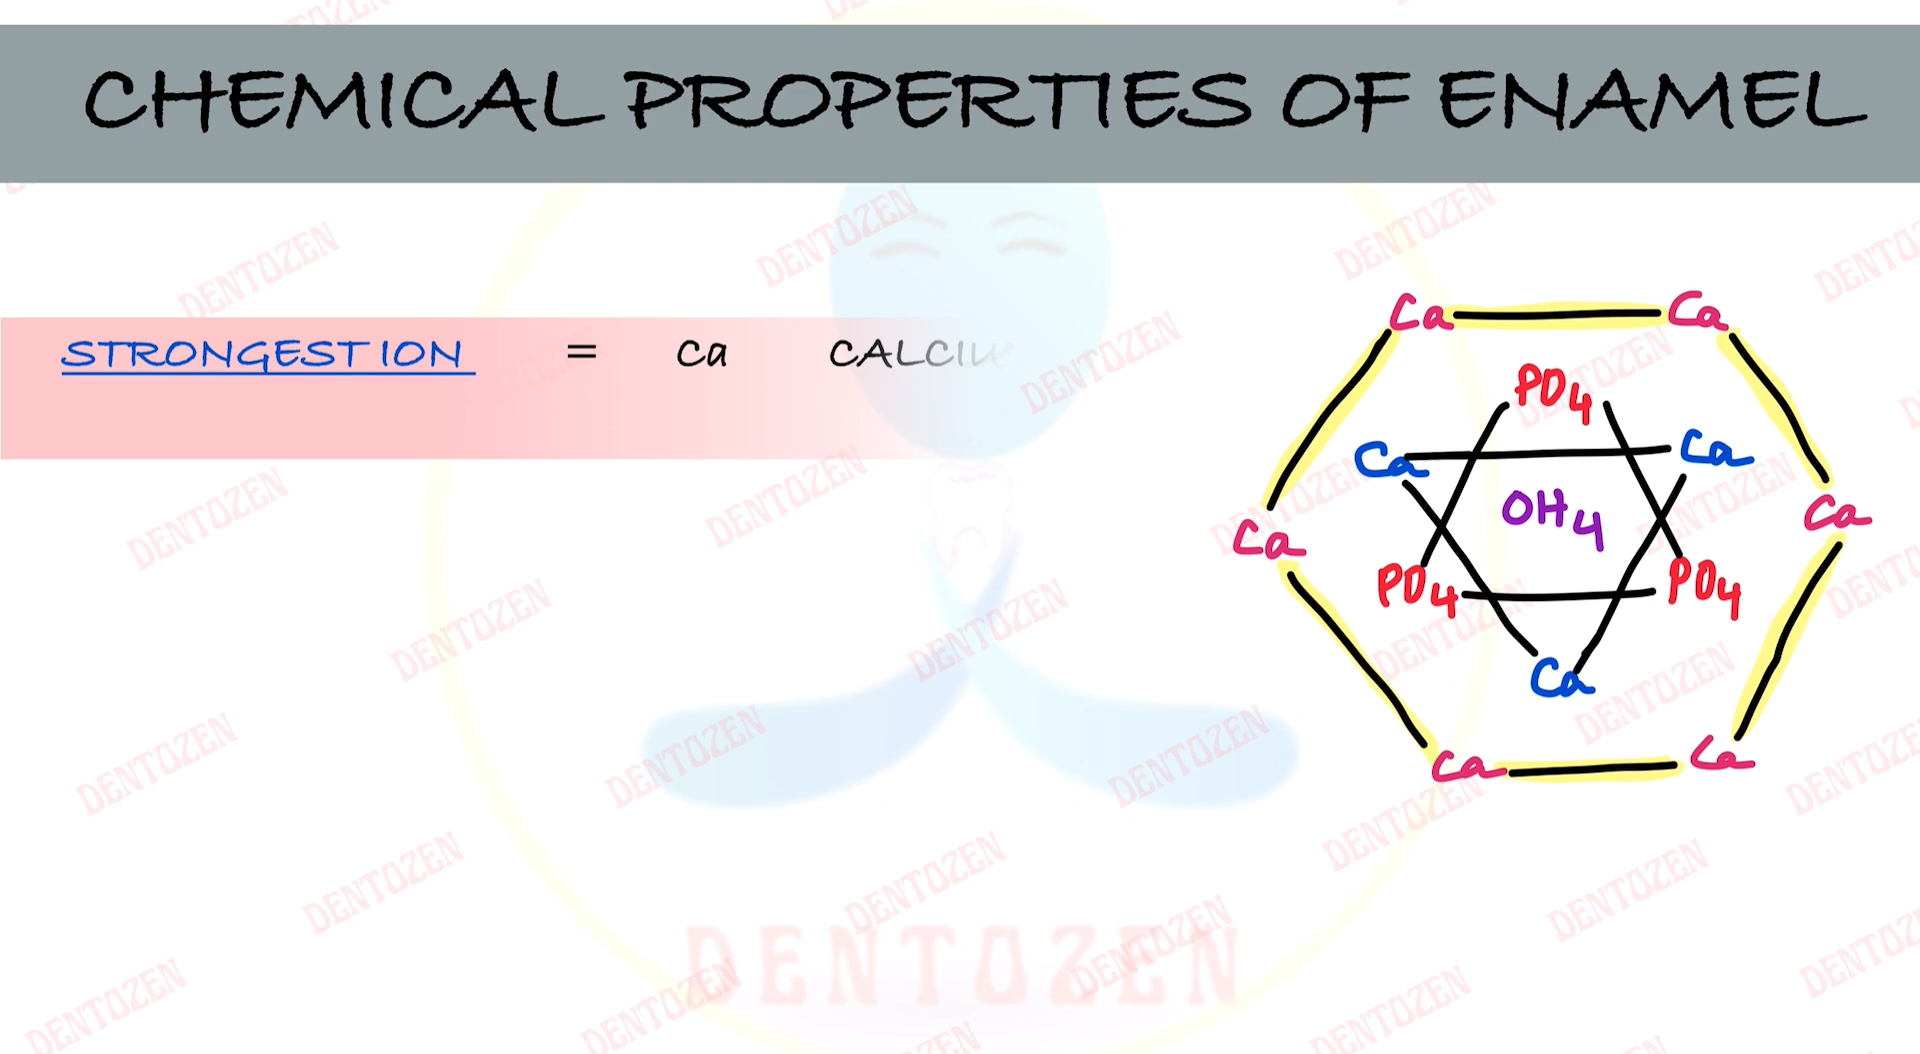 CHEMICAL PROPERTIES OF ENAMEL
STRONGEST ION = Ca CALCIU
Ca Ca
PO4
Ca Ca
OH4
Ca Ca
PO4 PO4
Ca
Ca Ca
DENTOZEN